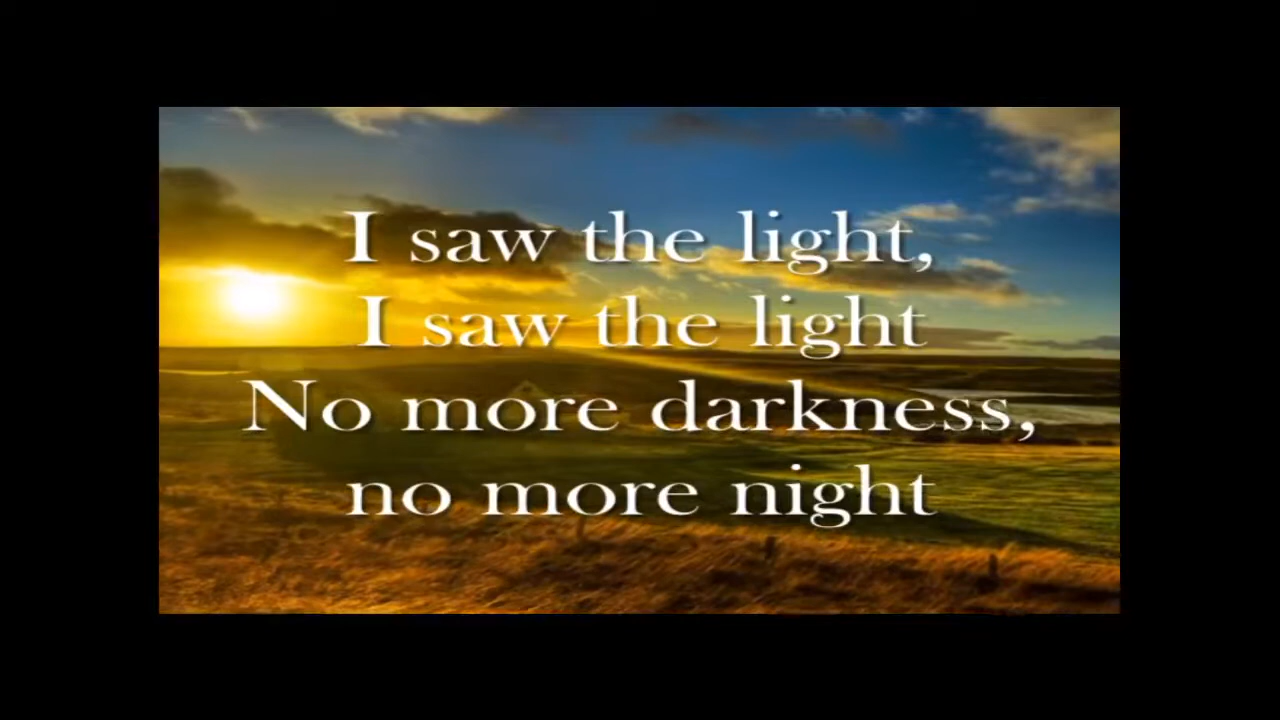 I saw the light,
I saw the light
No more darkness,
no more night